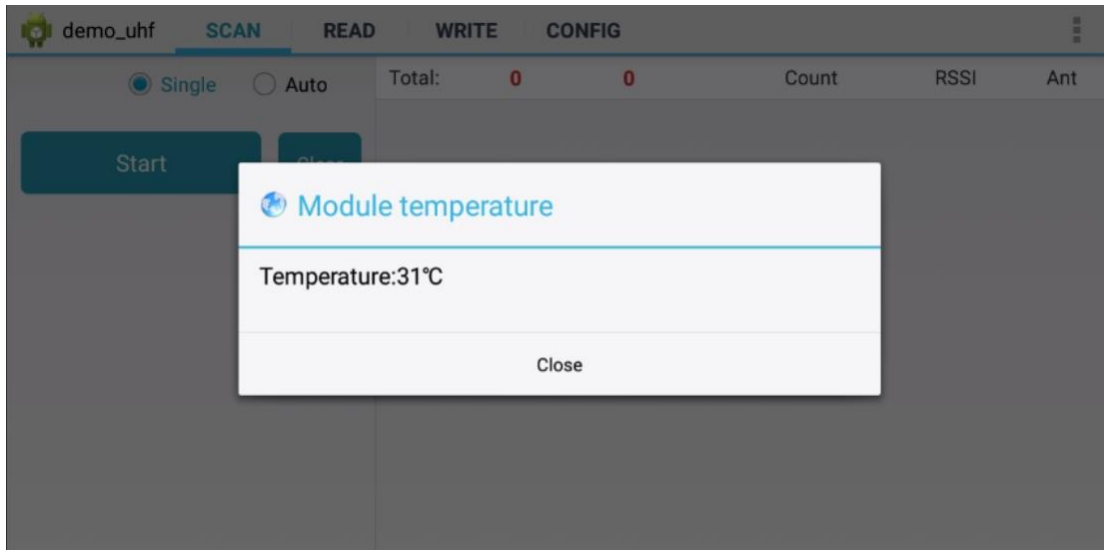 demo_uhf SCAN READ WRITE CONFIG
Single Auto Total: 0 0 Count RSSI Ant
Start Close
Module temperature
Temperature:31℃
Close